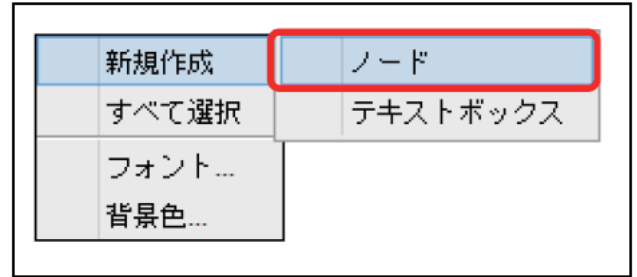 新規作成
すべて選択
フォント...
背景色...
ノード
テキストボックス